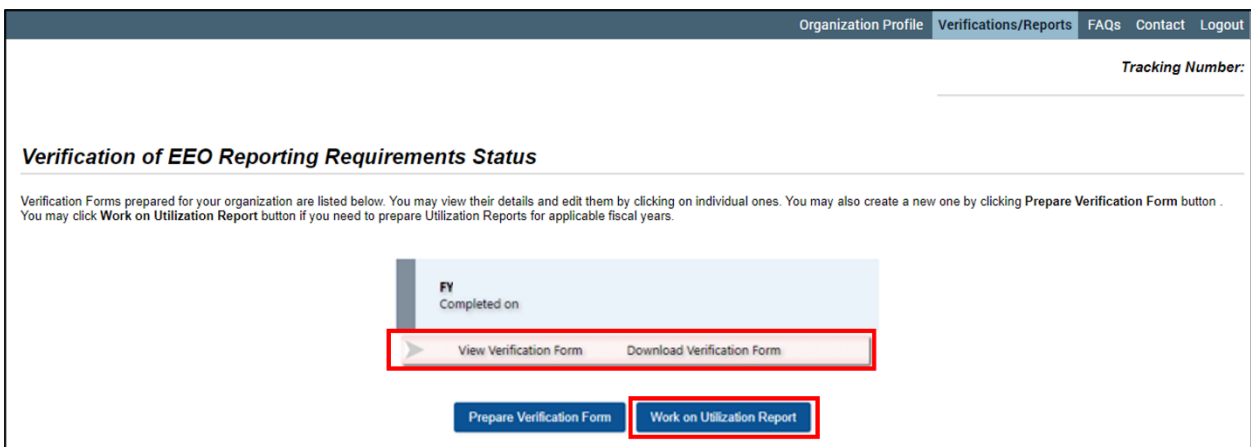 Organization Profile Verifications/Reports FAQs Contact Logout
Tracking Number:
Verification of EEO Reporting Requirements Status
Verification Forms prepared for your organization are listed below. You may view their details and edit them by clicking on individual ones. You may also create a new one by clicking Prepare Verification Form button .
You may click Work on Utilization Report button if you need to prepare Utilization Reports for applicable fiscal years.
FY
Completed on
View Verification Form Download Verification Form
Prepare Verification Form Work on Utilization Report